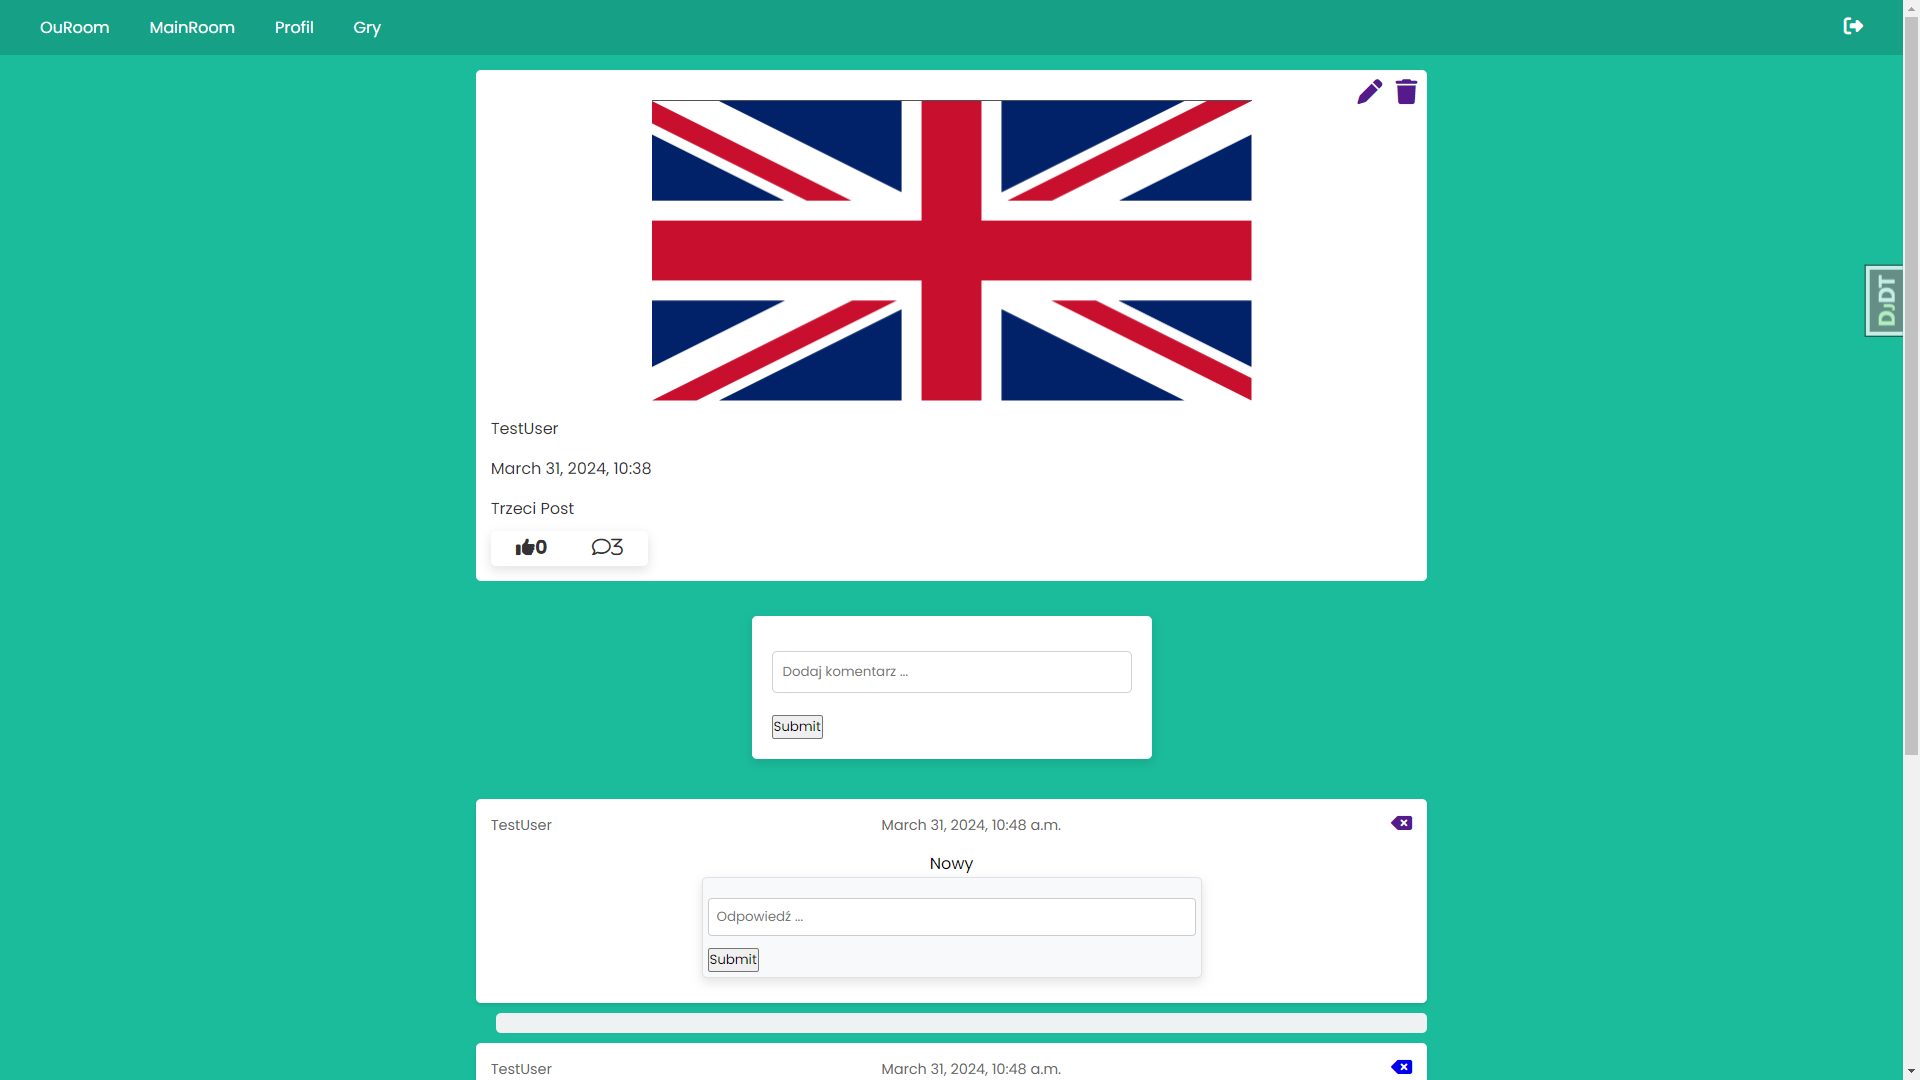 OuRoom MainRoom Profil Gry
DJDT
TestUser
March 31, 2024, 10:38
Trzeci Post
0 3
Dodaj komentarz ...
Submit
TestUser March 31, 2024, 10:48 a.m.
Nowy
Odpowiedź ...
Submit
TestUser March 31, 2024, 10:48 a.m.